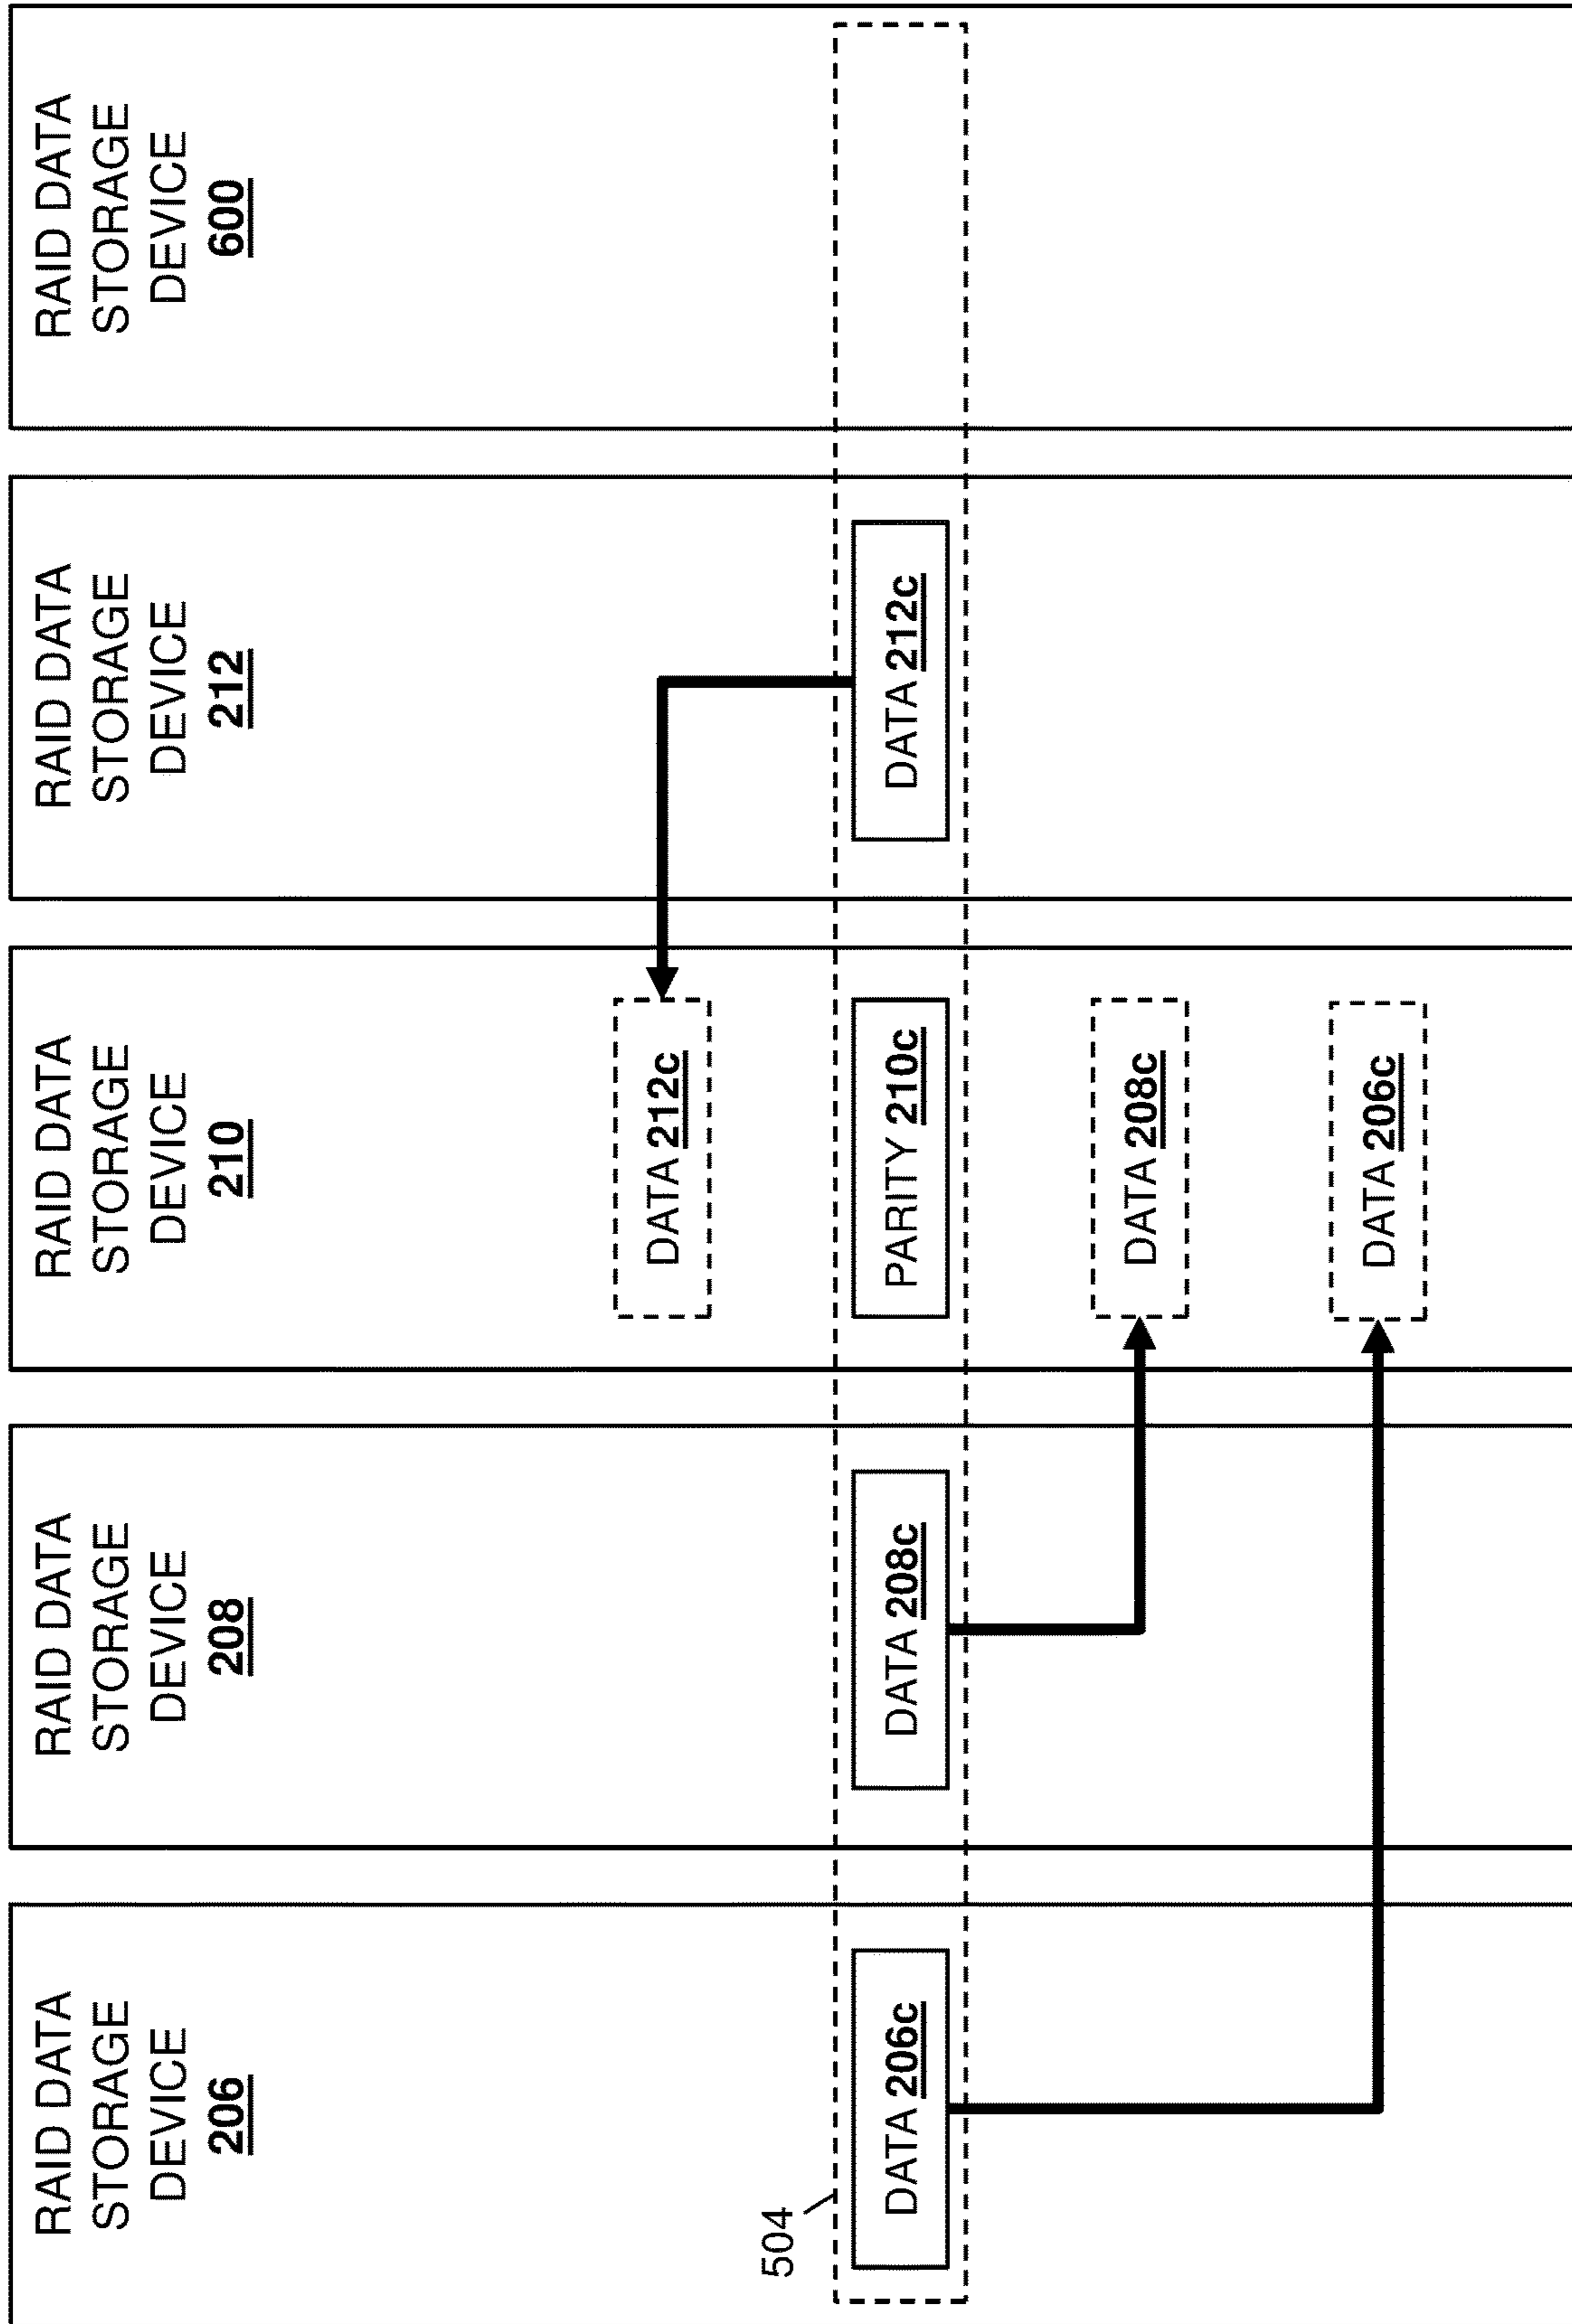 RAID DATA
STORAGE
DEVICE
206
RAID DATA
STORAGE
DEVICE
208
RAID DATA
STORAGE
DEVICE
210
RAID DATA
STORAGE
DEVICE
212
RAID DATA
STORAGE
DEVICE
600
DATA 212c
504
DATA 206c
DATA 208c
PARITY 210c
DATA 212c
DATA 208c
DATA 206c